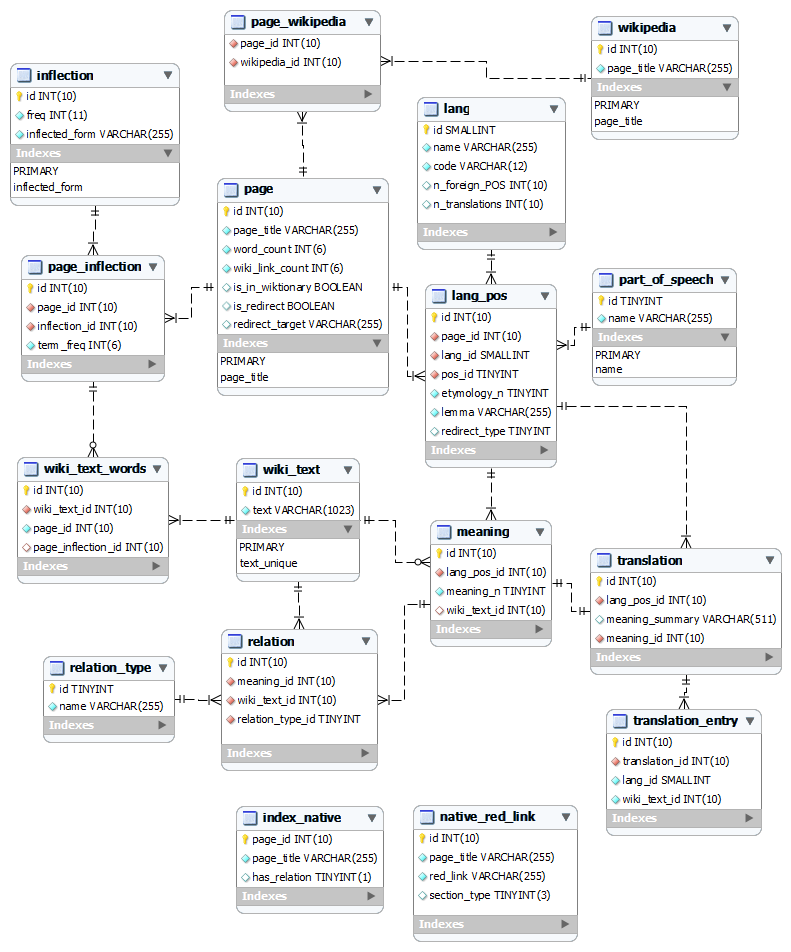 page_wikipedia
page_id INT(10)
wikipedia_id INT(10)
Indexes
wikipedia
id INT(10)
page_title VARCHAR(255)
Indexes
PRIMARY
page_title
inflection
id INT(10)
freq INT(11)
inflected_form VARCHAR(255)
Indexes
PRIMARY
inflected_form
lang
id SMALLINT
name VARCHAR(255)
code VARCHAR(12)
n_foreign_POS INT(10)
n_translations INT(10)
Indexes
page
id INT(10)
page_title VARCHAR(255)
word_count INT(6)
wiki_link_count INT(6)
is_in_wiktionary BOOLEAN
is_redirect BOOLEAN
redirect_target VARCHAR(255)
Indexes
PRIMARY
page_title
page_inflection
id INT(10)
page_id INT(10)
inflection_id INT(10)
term_freq INT(6)
Indexes
lang_pos
id INT(10)
page_id INT(10)
lang_id SMALLINT
pos_id TINYINT
etymology_n TINYINT
lemma VARCHAR(255)
redirect_type TINYINT
Indexes
part_of_speech
id TINYINT
name VARCHAR(255)
Indexes
PRIMARY
name
wiki_text_words
id INT(10)
wiki_text_id INT(10)
page_id INT(10)
page_inflection_id INT(10)
Indexes
wiki_text
id INT(10)
text VARCHAR(1023)
Indexes
PRIMARY
text_unique
meaning
id INT(10)
lang_pos_id INT(10)
meaning_n TINYINT
wiki_text_id INT(10)
Indexes
translation
id INT(10)
lang_pos_id INT(10)
meaning_summary VARCHAR(511)
meaning_id INT(10)
Indexes
relation_type
id TINYINT
name VARCHAR(255)
Indexes
relation
id INT(10)
meaning_id INT(10)
wiki_text_id INT(10)
relation_type_id TINYINT
Indexes
translation_entry
id INT(10)
translation_id INT(10)
lang_id SMALLINT
wiki_text_id INT(10)
Indexes
index_native
page_id INT(10)
page_title VARCHAR(255)
has_relation TINYINT(1)
Indexes
native_red_link
id INT(10)
page_title VARCHAR(255)
red_link VARCHAR(255)
section_type TINYINT(3)
Indexes